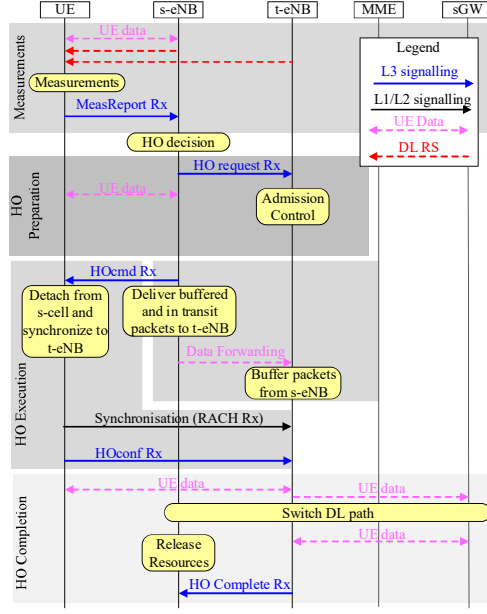 UE s-eNB t-eNB MME sGW
Measurements
UE data
Legend
L3 signalling
L1/L2 signalling
UE Data
DL RS
Measurements
MeasReport Rx
HO decision
HO
Preparation
HO request Rx
UE data
Admission
Control
HO Execution
HOcmd Rx
Detach from
s-cell and
synchronize to
t-eNB
Deliver buffered
and in transit
packets to t-eNB
Data Forwarding
Buffer packets
from s-eNB
Synchronisation (RACH Rx)
HOconf Rx
HO Completion
UE data
UE data
Switch DL path
Release
Resources
UE data
HO Complete Rx